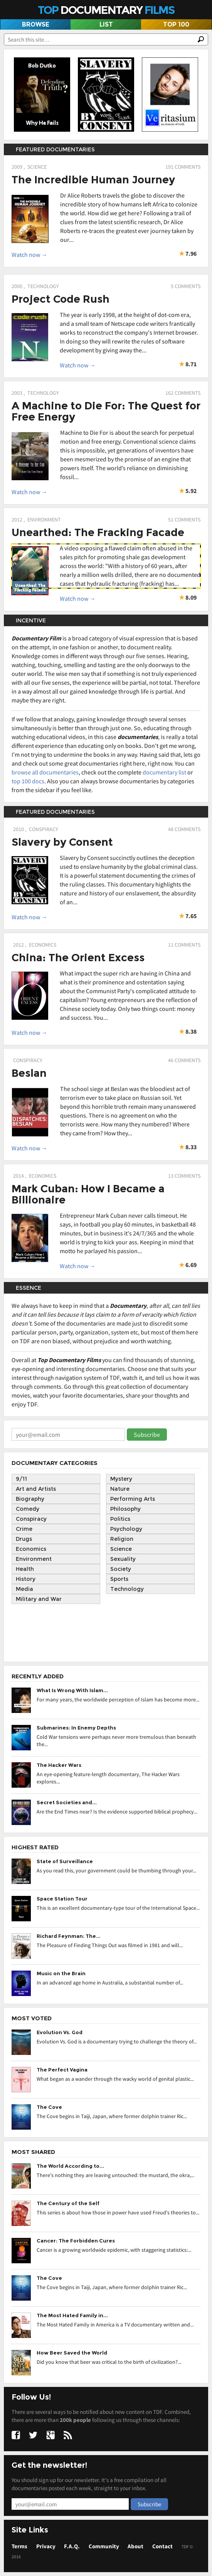 TOP DOCUMENTARY FILMS
BROWSE LIST TOP 100
Search this site...
Bob Dutko
Defending Truth?
Why He Fails
SLAVERY BY CONSENT
Veritasium
FEATURED DOCUMENTARIES
2009 , SCIENCE 191 COMMENTS
The Incredible Human Journey
Dr Alice Roberts travels the globe to discover the
incredible story of how humans left Africa to colonise
the world. How did we get here? Following a trail of
clues from the latest scientific research, Dr Alice
Roberts re-traces the greatest ever journey taken by
our...
Watch now → 7.96
2000 , TECHNOLOGY 5 COMMENTS
Project Code Rush
The year is early 1998, at the height of dot-com era,
and a small team of Netscape code writers frantically
works to reconstruct the company's Internet browser.
In doing so they will rewrite the rules of software
development by giving away the...
Watch now → 8.71
2003 , TECHNOLOGY 162 COMMENTS
A Machine to Die For: The Quest for
Free Energy
Machine to Die For is about the search for perpetual
motion and free energy. Conventional science claims
this is impossible, yet generations of inventors have
been mesmerized by the promise of an engine that
powers itself. The world's reliance on diminishing
fossil...
Watch now → 5.92
2012 , ENVIRONMENT 51 COMMENTS
Unearthed: The Fracking Facade
A video exposing a flawed claim often abused in the
sales pitch for promoting shale gas development
across the world: "With a history of 60 years, after
nearly a million wells drilled, there are no documented
cases that hydraulic fracturing (fracking) has...
Watch now → 8.09
INCENTIVE
Documentary Film is a broad category of visual expression that is based
on the attempt, in one fashion or another, to document reality.
Knowledge comes in different ways through our five senses. Hearing,
watching, touching, smelling and tasting are the bridges between us and
the outer world. The wise men say that if something is not truly experienced
with all our five senses, the experience will be partial, not total. Therefore
in a way almost all our gained knowledge through life is partial. And
maybe they are right.
If we follow that analogy, gaining knowledge through several senses
simultaneously is better than through just one. So, educating through
watching educational videos, in this case documentaries, is really a small
different than educating only on books. Don't get me wrong,
I'm not trying to undermine books in any way. Having said that, lets go
and choose some quality documentary films, right now. You can
browse all documentaries, check out the complete documentary list or
top 100 docs. Also you can always browse documentaries by categories
from the sidebar if you feel like.
FEATURED DOCUMENTARIES
2010 , CONSPIRACY 46 COMMENTS
Slavery by Consent
Slavery by Consent succinctly outlines the deception
used to enslave humanity by the criminal elite class.
It is a powerful indictment exposing the criminality of
the ruling classes. This documentary highlights
beyond any shadow of a doubt, the absurdity
of an...
Watch now → 7.65
2012 , ECONOMICS 11 COMMENTS
China: The Orient Excess
What impact the super rich are having in China and
what is their increasing and ostentation saying
about the Communist Party's complicated attitude to
capitalism? Young entrepreneurs change the face of
Chinese society today. Only two things count: money
and success. You...
Watch now → 8.38
CONSPIRACY 46 COMMENTS
Beslan
The school siege at Beslan was the bloodiest act of
terrorism ever to take place on Russian soil. Yet
beyond this horrible truth remain many unanswered
questions. There is no agreement on who the
terrorists were. How many were there? Where did
they come from? How they...
Watch now → 8.33
2014 , ECONOMICS 13 COMMENTS
Mark Cuban: How I Became a
Billionaire
Entrepreneur Mark Cuban never calls timeout. He
says, in football you play 60 minutes, in basketball 48
minutes, but in business it's 24/7/365 and the whole
world is trying to kick your ass. Keeping in mind that
motto he parlayed his passion...
Watch now → 6.69
ESSENCE
We always have to keep in mind that a Documentary, after all, can tell lies
and it can tell lies because it lays claim to a form of veracity which fiction
doesn't. Some of the documentaries are made just to discredit some
particular person, party, organization, system etc, but most of them here
on TDF are non biased, without prejudice and worth watching.
Overall at Top Documentary Films you can find thousands of stunning,
eye-opening and interesting documentaries. Choose one that suits your
interest through navigation system of TDF, watch it, and tell us how it was
through comments. Go through this great collection of documentary
movies, watch your favorite documentaries, share your thoughts and
enjoy TDF.
your@email.com Subscribe
DOCUMENTARY CATEGORIES
9/11
Art and Artists
Biography
Comedy
Conspiracy
Crime
Drugs
Economics
Environment
Health
History
Media
Military and War
Mystery
Nature
Performing Arts
Philosophy
Politics
Psychology
Religion
Science
Sexuality
Society
Sports
Technology
RECENTLY ADDED
What Is Wrong With Islam...
For many years, the worldwide perception of Islam has become more...
Submarines: In Enemy Depths
Cold War tensions were perhaps never more tremulous than beneath
the...
The Hacker Wars
An eye-opening feature-length documentary, The Hacker Wars
explores...
Secret Societies and...
Are the End Times near? Is the evidence supported biblical prophecy...
HIGHEST RATED
State of Surveillance
As you read this, your government could be thumbing through your...
Space Station Tour
This is an excellent documentary-type tour of the International Space...
Richard Feynman: The...
The Pleasure of Finding Things Out was filmed in 1981 and will...
Music on the Brain
In an advanced age home in Australia, a substantial number of...
MOST VOTED
Evolution Vs. God
Evolution Vs. God is a documentary trying to challenge the theory of...
The Perfect Vagina
What began as a wander through the wacky world of genital plastic...
The Cove
The Cove begins in Taiji, Japan, where former dolphin trainer Ric...
MOST SHARED
The World According to...
There's nothing they are leaving untouched: the mustard, the okra,...
The Century of the Self
This series is about how those in power have used Freud's theories to...
Cancer: The Forbidden Cures
Cancer is a growing worldwide epidemic, with staggering statistics:...
The Cove
The Cove begins in Taiji, Japan, where former dolphin trainer Ric...
The Most Hated Family in...
The Most Hated Family in America is a TV documentary written and...
How Beer Saved the World
Did you know that beer was critical to the birth of civilization?...
Follow Us!
There are several ways to be notified about new content on TDF. Combined,
there are more than 200k people following us through these channels:
Get the newsletter!
You should sign up for our newsletter. It's a free compilation of all
documentaries posted each week, straight to your inbox.
your@email.com Subscribe
Site Links
Terms Privacy F.A.Q. Community About Contact TDF ©
2016